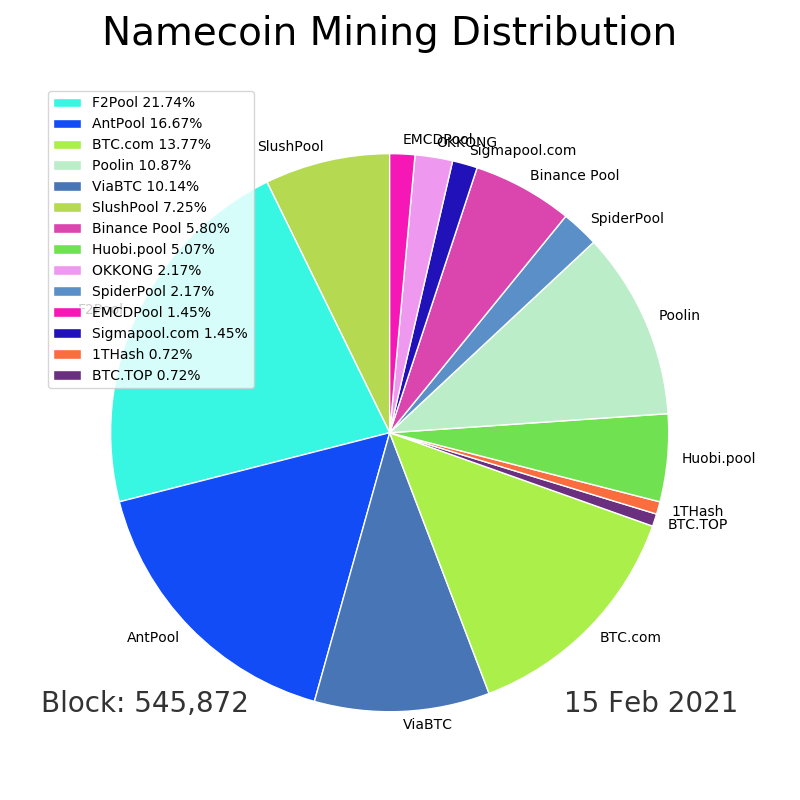 Namecoin Mining Distribution
F2Pool 21.74%
AntPool 16.67%
BTC.com 13.77%
Poolin 10.87%
ViaBTC 10.14%
SlushPool 7.25%
Binance Pool 5.80%
Huobi.pool 5.07%
OKKONG 2.17%
SpiderPool 2.17%
EMCDPool 1.45%
Sigmapool.com 1.45%
1THash 0.72%
BTC.TOP 0.72%
SlushPool
EMCDPool
OKKONG
Sigmapool.com
Binance Pool
SpiderPool
F2Pool
Poolin
Huobi.pool
1THash
BTC.TOP
AntPool
BTC.com
ViaBTC
Block: 545,872
15 Feb 2021